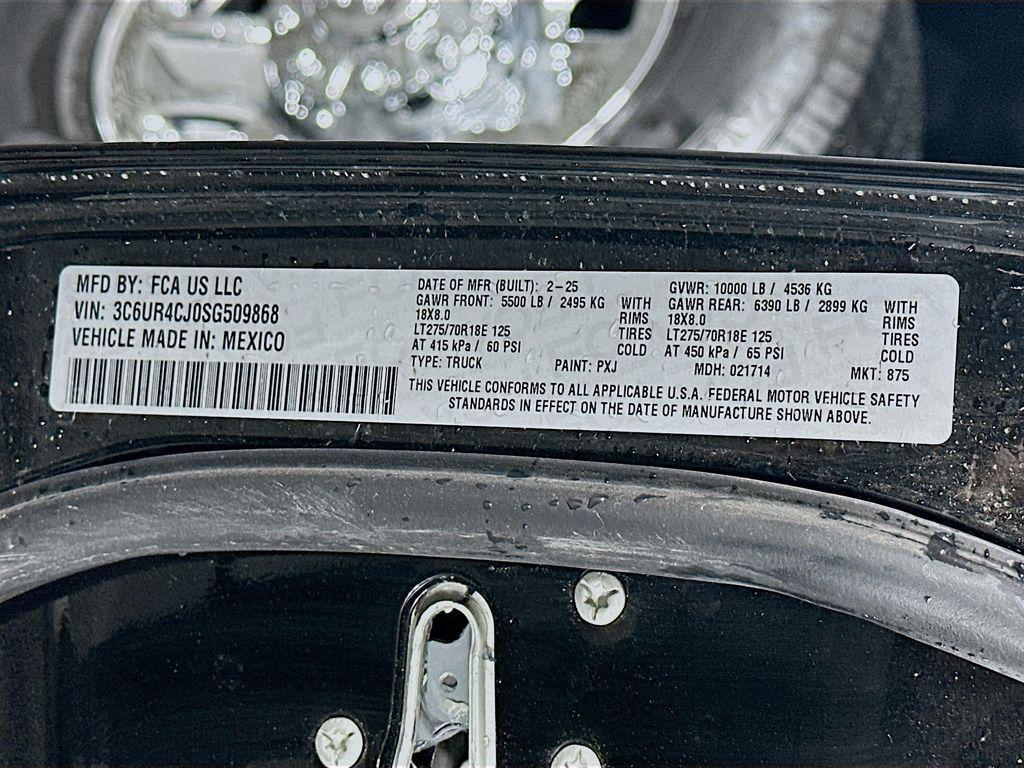 MFD BY: FCA US LLC
VIN: 3C6UR4CJ0SG509868
VEHICLE MADE IN: MEXICO
DATE OF MFR (BUILT): 2-25
GAWR FRONT: 5500 LB / 2495 KG
18X8.0
LT275/70R18E 125
AT 415 kPa / 60 PSI
WITH
RIMS
TIRES
COLD
TYPE: TRUCK
PAINT: PXJ
GVWR: 10000 LB / 4536 KG
GAWR REAR: 6390 LB / 2899 KG
18X8.0
LT275/70R18E 125
AT 450 kPa / 65 PSI
WITH
RIMS
TIRES
COLD
MDH: 021714
MKT: 875
THIS VEHICLE CONFORMS TO ALL APPLICABLE U.S.A. FEDERAL MOTOR VEHICLE SAFETY
STANDARDS IN EFFECT ON THE DATE OF MANUFACTURE SHOWN ABOVE.